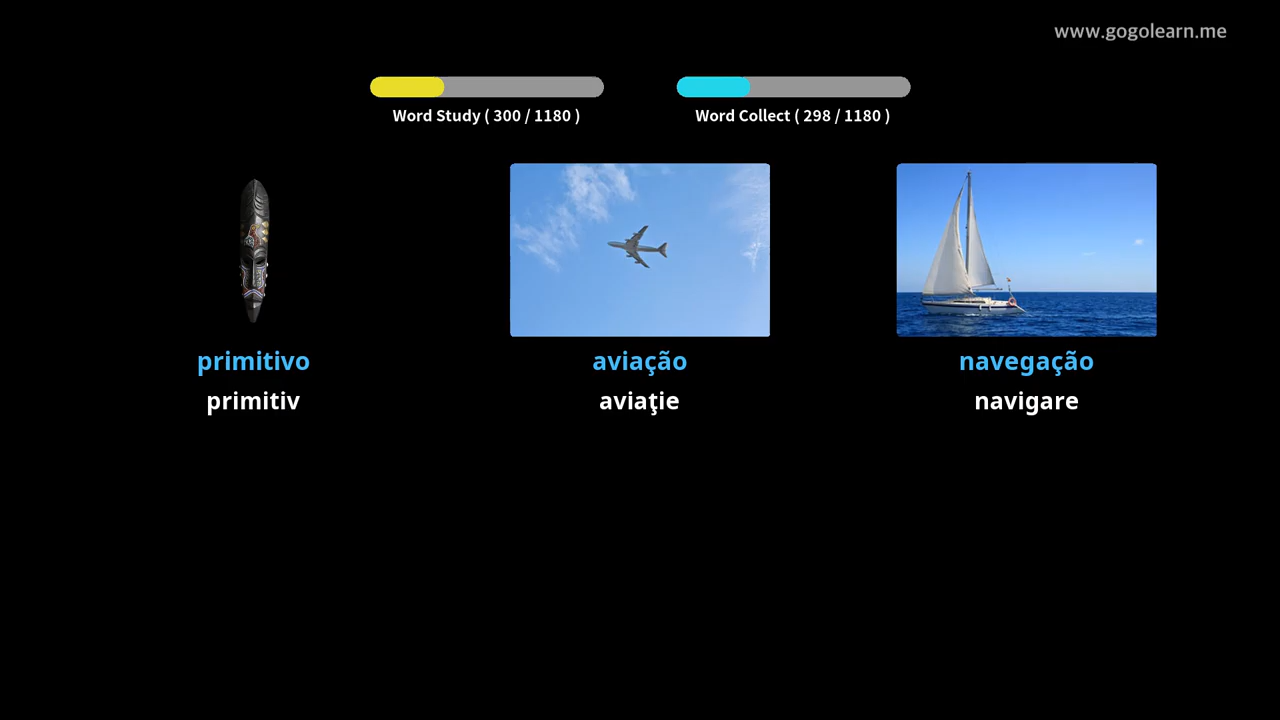 www.gogolearn.me
Word Study ( 300 / 1180 )
Word Collect ( 298 / 1180 )
primitivo
aviação
navegação
primitiv
aviaţie
navigare